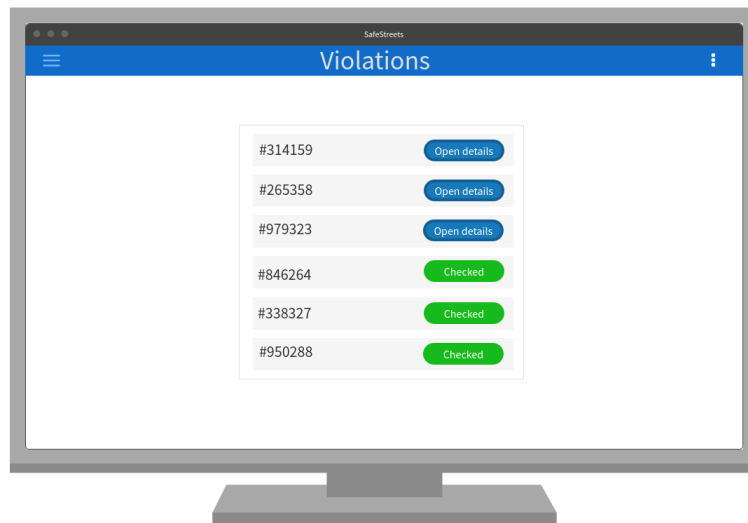 SafeStreets
Violations
#314159 Open details
#265358 Open details
#979323 Open details
#846264 Checked
#338327 Checked
#950288 Checked